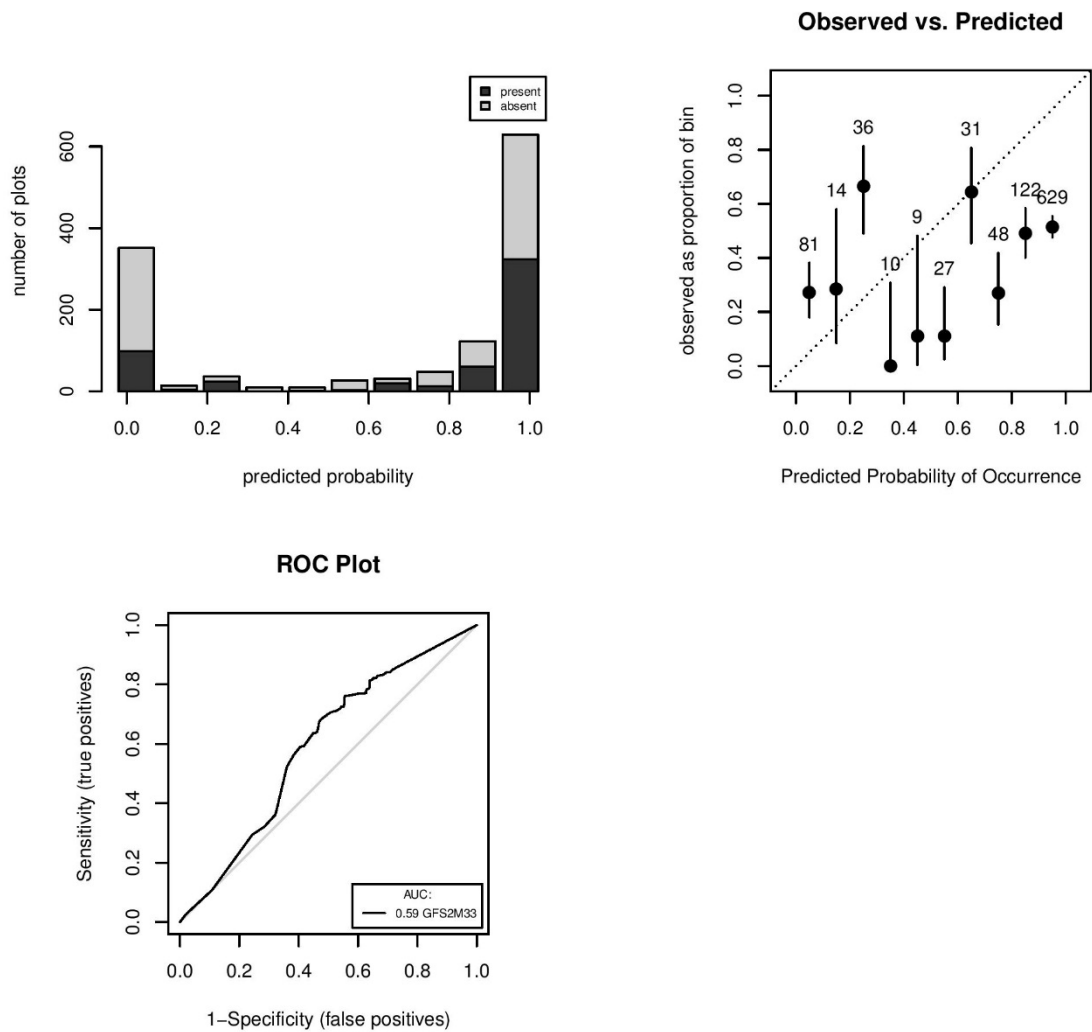 present
absent
number of plots
600
400
200
0
0.0 0.2 0.4 0.6 0.8 1.0
predicted probability
Observed vs. Predicted
observed as proportion of bin
1.0
0.8
0.6
0.4
0.2
0.0
81
14
36
10
9
27
31
48
122
629
0.0 0.2 0.4 0.6 0.8 1.0
Predicted Probability of Occurrence
ROC Plot
Sensitivity (true positives)
1.0
0.8
0.6
0.4
0.2
0.0
AUC:
0.59 GFS2M33
0.0 0.2 0.4 0.6 0.8 1.0
1−Specificity (false positives)